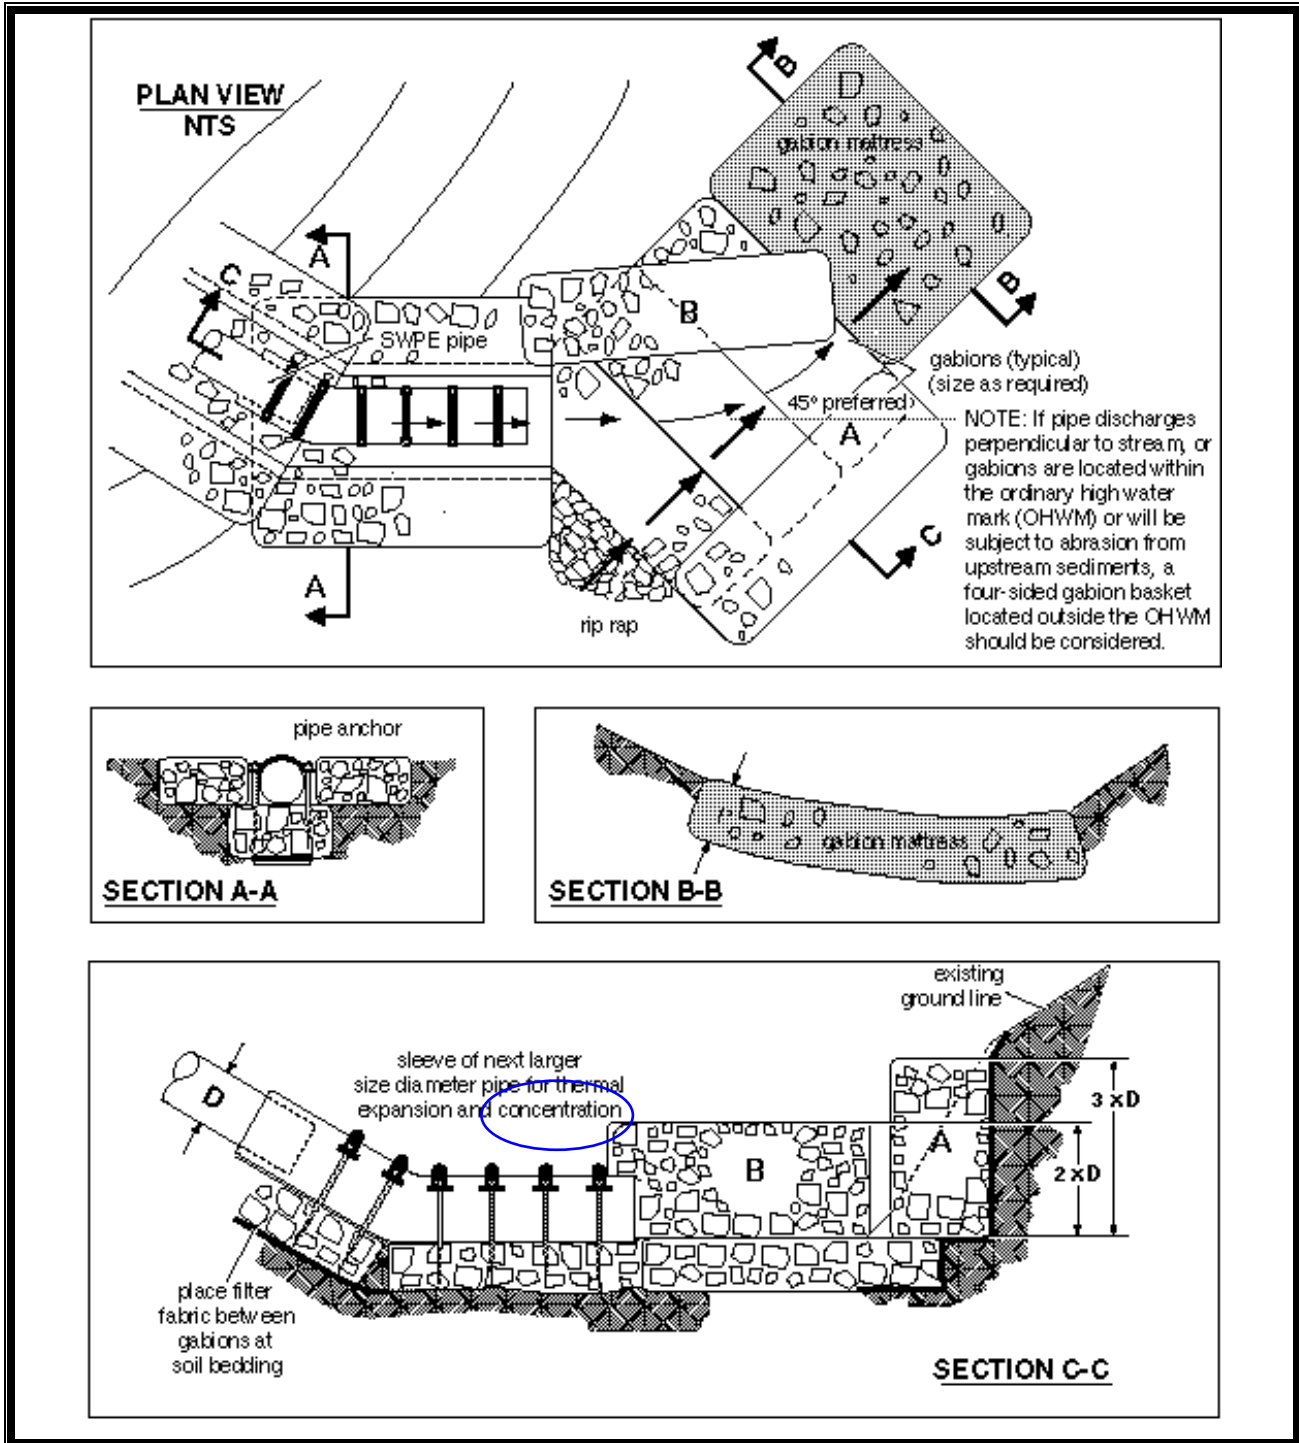 PLAN VIEW
NTS
B
D
gabion mattress
A
C
B
B
SWPE pipe
gabions (typical)
(size as required)
45° preferred
A
NOTE: If pipe discharges
perpendicular to stream, or
gabions are located within
the ordinary high water
mark (OHWM) or will be
subject to abrasion from
upstream sediments, a
four-sided gabion basket
located outside the OHWM
should be considered.
C
A
rip rap
pipe anchor
SECTION A-A
gabion mattress
SECTION B-B
existing
ground line
sleeve of next larger
size diameter pipe for thermal
expansion and concentration
D
3 xD
A
B
2 xD
place filter
fabric between
gabions at
soil bedding
SECTION C-C